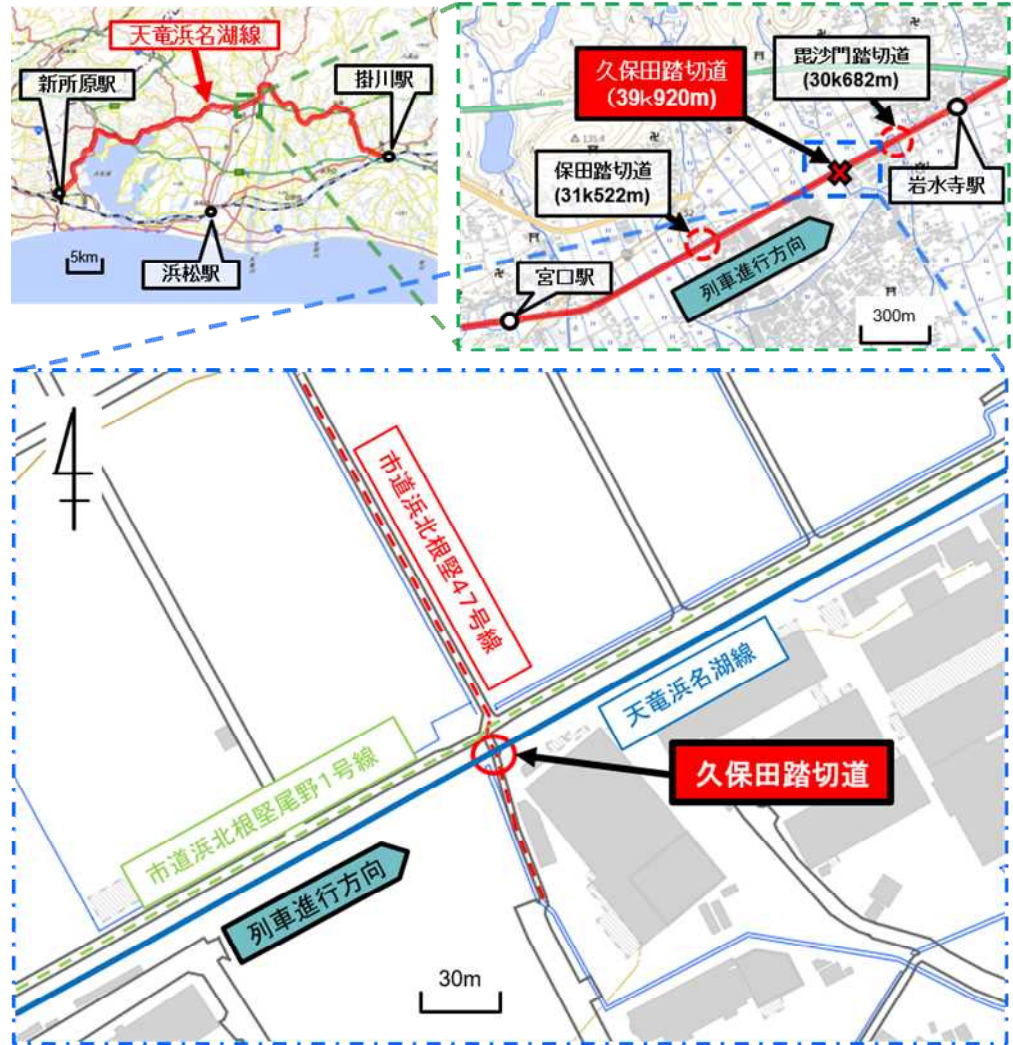 天竜浜名湖線
新所原駅
掛川駅
浜松駅
5km
久保田踏切道
(39k920m)
毘沙門踏切道
(30k682m)
保田踏切道
(31k522m)
岩水寺駅
宮口駅
列車進行方向
300m
市道浜北根堅47号線
天竜浜名湖線
久保田踏切道
市道浜北根堅尾野1号線
列車進行方向
30m